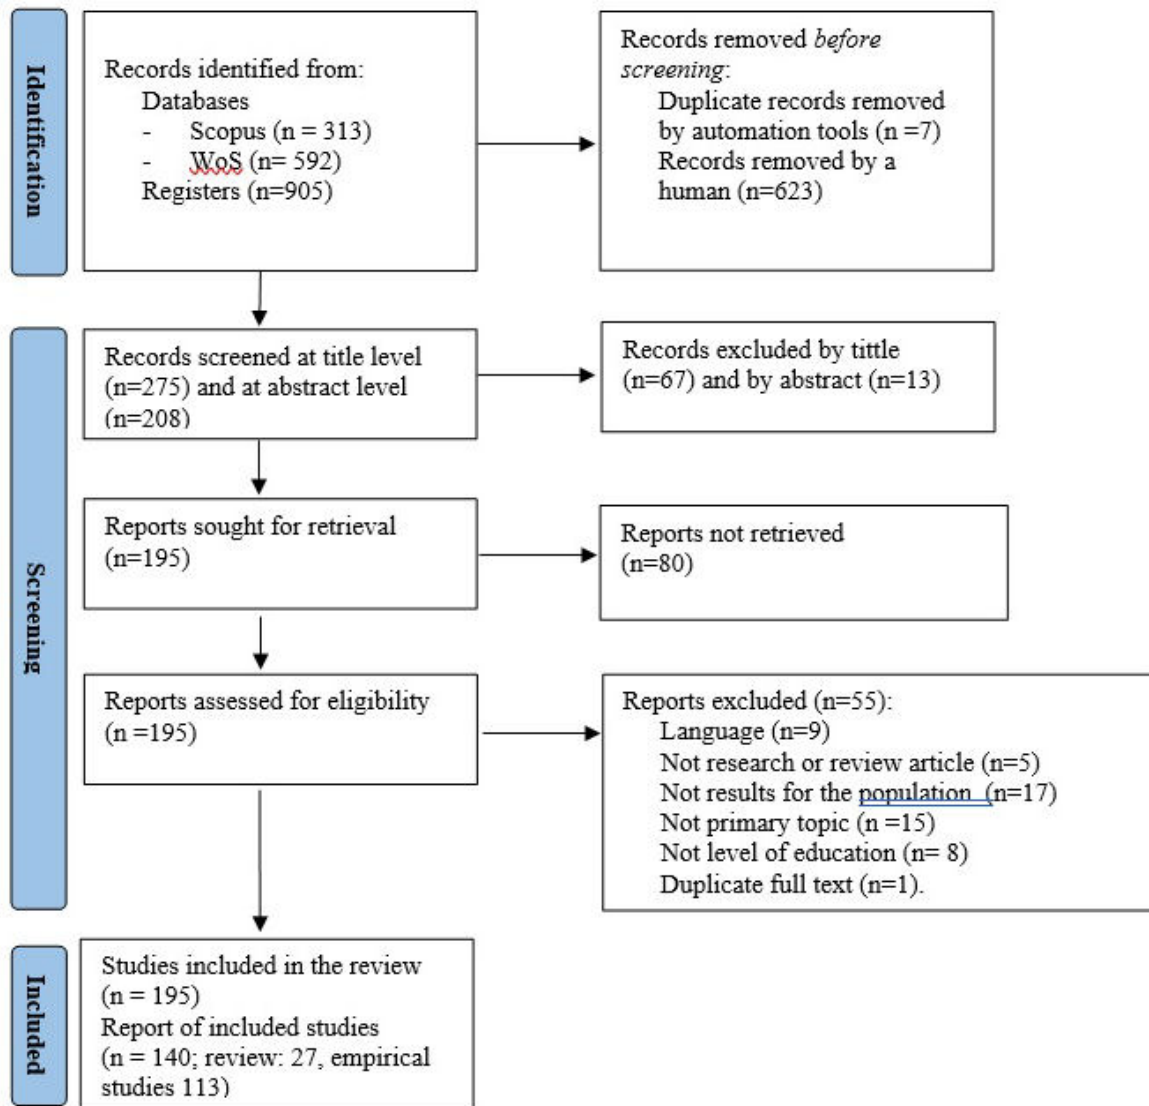 Identification
Records identified from:
Databases
- Scopus (n = 313)
- WoS (n= 592)
Registers (n=905)
Records removed before
screening:
Duplicate records removed
by automation tools (n =7)
Records removed by a
human (n=623)
Screening
Records screened at title level
(n=275) and at abstract level
(n=208)
Records excluded by tittle
(n=67) and by abstract (n=13)
Reports sought for retrieval
(n=195)
Reports not retrieved
(n=80)
Reports assessed for eligibility
(n =195)
Reports excluded (n=55):
Language (n=9)
Not research or review article (n=5)
Not results for the population (n=17)
Not primary topic (n =15)
Not level of education (n= 8)
Duplicate full text (n=1).
Included
Studies included in the review
(n = 195)
Report of included studies
(n = 140; review: 27, empirical
studies 113)